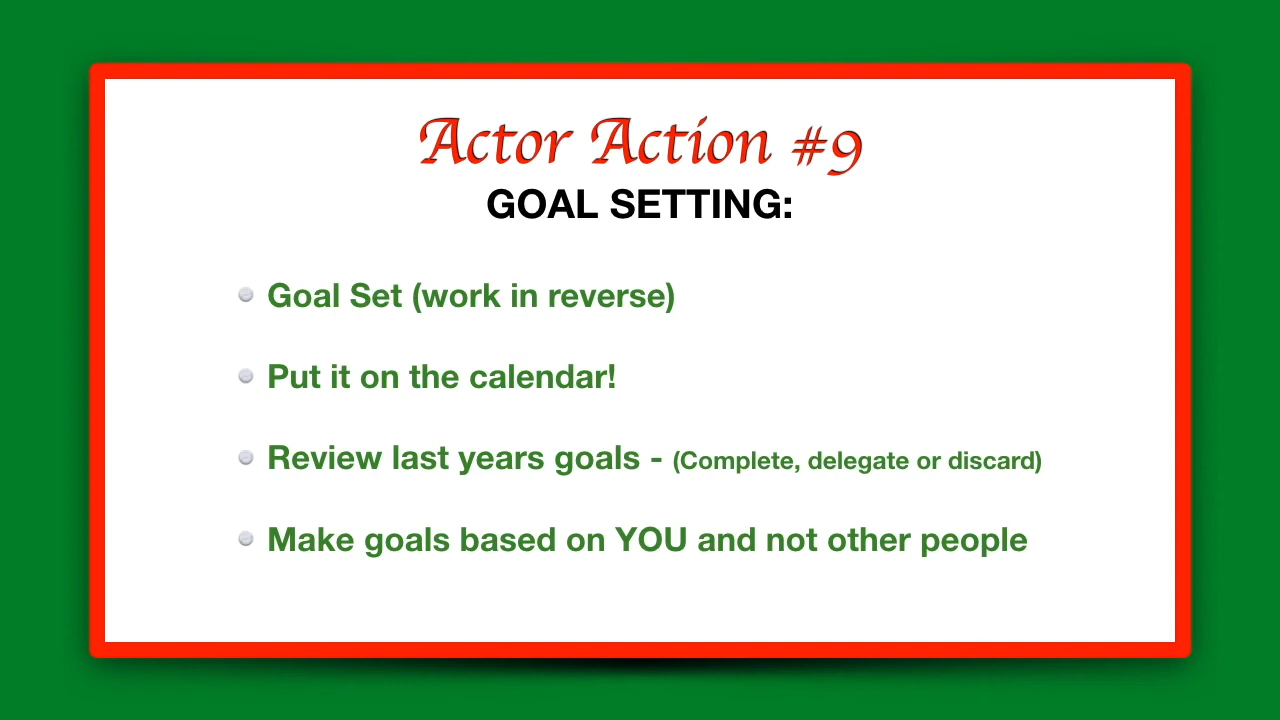 Actor Action #9
GOAL SETTING:
Goal Set (work in reverse)
Put it on the calendar!
Review last years goals - (Complete, delegate or discard)
Make goals based on YOU and not other people